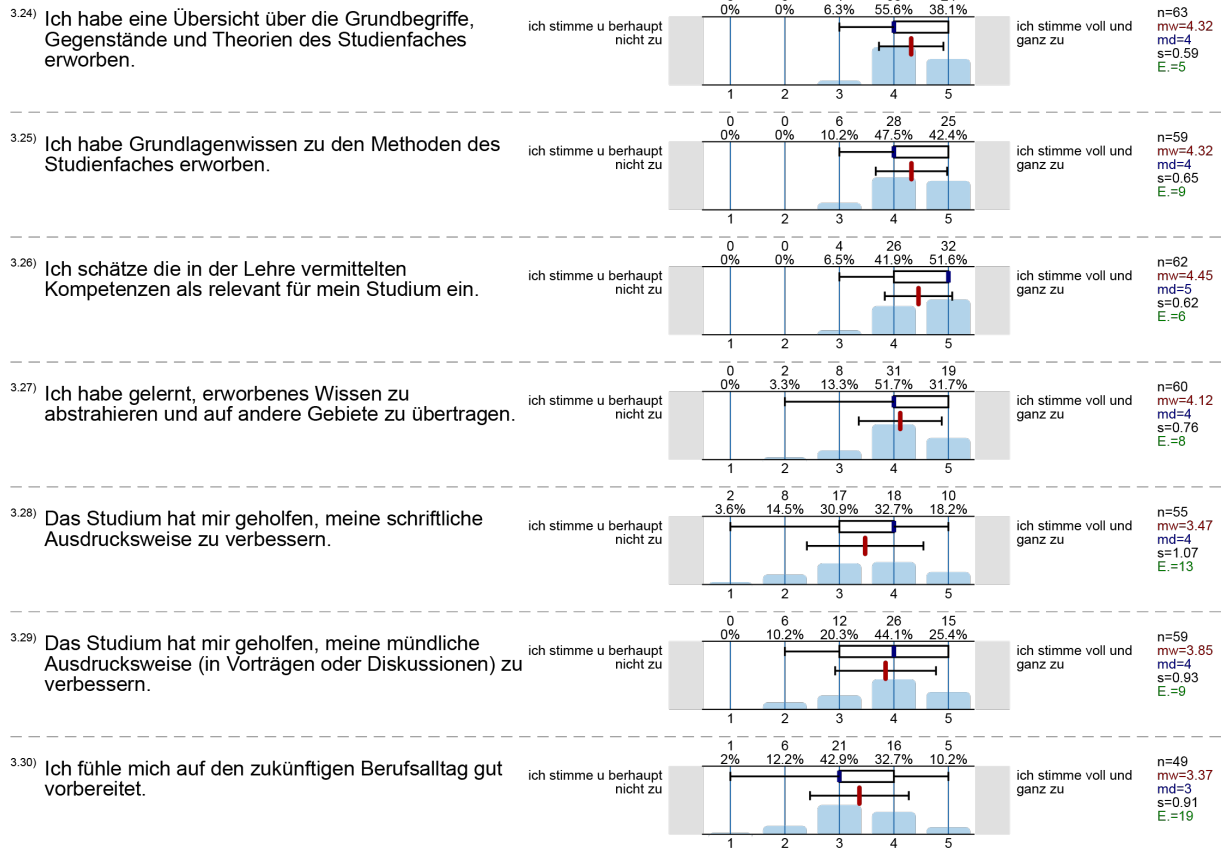 3.24) Ich habe eine Übersicht über die Grundbegriffe,
Gegenstände und Theorien des Studienfaches
erworben.
ich stimme u berhaupt
nicht zu
0% 0% 6.3% 55.6% 38.1%
1 2 3 4 5
ich stimme voll und
ganz zu
n=63
mw=4.32
md=4
s=0.59
E.=5
3.25) Ich habe Grundlagenwissen zu den Methoden des
Studienfaches erworben.
ich stimme u berhaupt
nicht zu
0 0 6 28 25
0% 0% 10.2% 47.5% 42.4%
1 2 3 4 5
ich stimme voll und
ganz zu
n=59
mw=4.32
md=4
s=0.65
E.=9
3.26) Ich schätze die in der Lehre vermittelten
Kompetenzen als relevant für mein Studium ein.
ich stimme u berhaupt
nicht zu
0 0 4 26 32
0% 0% 6.5% 41.9% 51.6%
1 2 3 4 5
ich stimme voll und
ganz zu
n=62
mw=4.45
md=5
s=0.62
E.=6
3.27) Ich habe gelernt, erworbenes Wissen zu
abstrahieren und auf andere Gebiete zu übertragen.
ich stimme u berhaupt
nicht zu
0 2 8 31 19
0% 3.3% 13.3% 51.7% 31.7%
1 2 3 4 5
ich stimme voll und
ganz zu
n=60
mw=4.12
md=4
s=0.76
E.=8
3.28) Das Studium hat mir geholfen, meine schriftliche
Ausdrucksweise zu verbessern.
ich stimme u berhaupt
nicht zu
2 8 17 18 10
3.6% 14.5% 30.9% 32.7% 18.2%
1 2 3 4 5
ich stimme voll und
ganz zu
n=55
mw=3.47
md=4
s=1.07
E.=13
3.29) Das Studium hat mir geholfen, meine mündliche
Ausdrucksweise (in Vorträgen oder Diskussionen) zu
verbessern.
ich stimme u berhaupt
nicht zu
0 6 12 26 15
0% 10.2% 20.3% 44.1% 25.4%
1 2 3 4 5
ich stimme voll und
ganz zu
n=59
mw=3.85
md=4
s=0.93
E.=9
3.30) Ich fühle mich auf den zukünftigen Berufsalltag gut
vorbereitet.
ich stimme u berhaupt
nicht zu
1 6 21 16 5
2% 12.2% 42.9% 32.7% 10.2%
1 2 3 4 5
ich stimme voll und
ganz zu
n=49
mw=3.37
md=3
s=0.91
E.=19